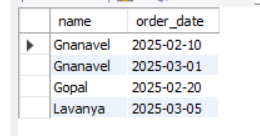 name order_date
Gnanavel 2025-02-10
Gnanavel 2025-03-01
Gopal 2025-02-20
Lavanya 2025-03-05